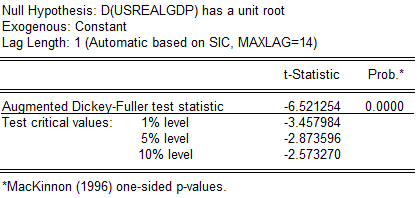 Null Hypothesis: D(USREALGDP) has a unit root
Exogenous: Constant
Lag Length: 1 (Automatic based on SIC, MAXLAG=14)
t-Statistic Prob.*
Augmented Dickey-Fuller test statistic -6.521254 0.0000
Test critical values: 1% level -3.457984
5% level -2.873596
10% level -2.573270
*MacKinnon (1996) one-sided p-values.